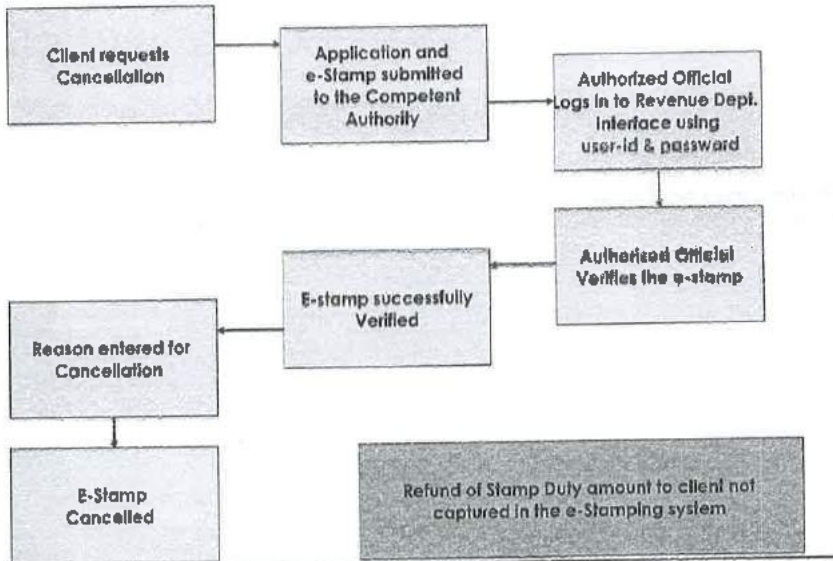 Client requests
Cancellation
Application and
e-Stamp submitted
to the Competent
Authority
Authorized Official
Logs in to Revenue Dept.
Interface using
user-id & password
Authorized Official
Verifies the e-stamp
E-stamp successfully
Verified
Reason entered for
Cancellation
E-Stamp
Cancelled
Refund of Stamp Duty amount to client not
captured in the e-Stamping system